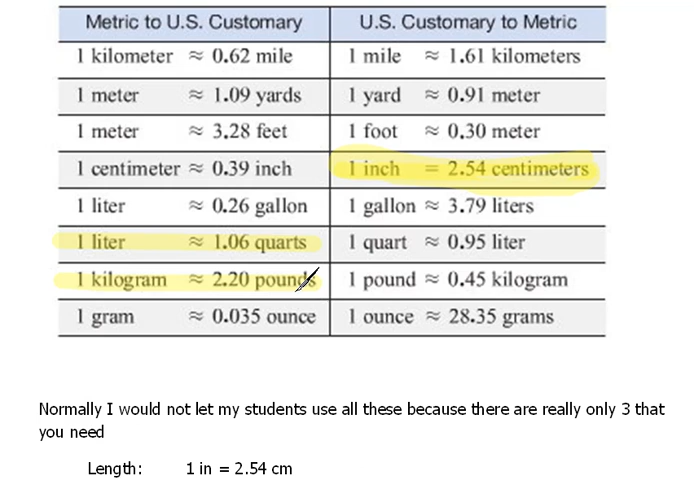 Metric to U.S. Customary U.S. Customary to Metric
1 kilometer ≈ 0.62 mile 1 mile ≈ 1.61 kilometers
1 meter ≈ 1.09 yards 1 yard ≈ 0.91 meter
1 meter ≈ 3.28 feet 1 foot ≈ 0.30 meter
1 centimeter ≈ 0.39 inch 1 inch = 2.54 centimeters
1 liter ≈ 0.26 gallon 1 gallon ≈ 3.79 liters
1 liter ≈ 1.06 quarts 1 quart ≈ 0.95 liter
1 kilogram ≈ 2.20 pounds 1 pound ≈ 0.45 kilogram
1 gram ≈ 0.035 ounce 1 ounce ≈ 28.35 grams
Normally I would not let my students use all these because there are really only 3 that
you need
Length: 1 in = 2.54 cm